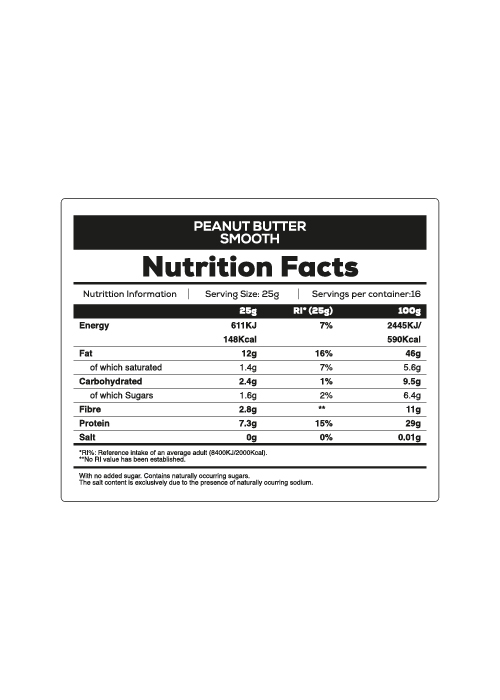 PEANUT BUTTER
SMOOTH
Nutrition Facts
Nutrittion Information | Serving Size: 25g | Servings per container:16
25g RI* (25g) 100g
Energy 611KJ 7% 2445KJ/
148Kcal 590Kcal
Fat 12g 16% 46g
of which saturated 1.4g 7% 5.6g
Carbohydrated 2.4g 1% 9.5g
of which Sugars 1.6g 2% 6.4g
Fibre 2.8g ** 11g
Protein 7.3g 15% 29g
Salt 0g 0% 0.01g
*RI%: Reference intake of an average adult (8400KJ/2000Kcal).
**No RI value has been established.
With no added sugar. Contains naturally occurring sugars.
The salt content is exclusively due to the presence of naturally ocurring sodium.